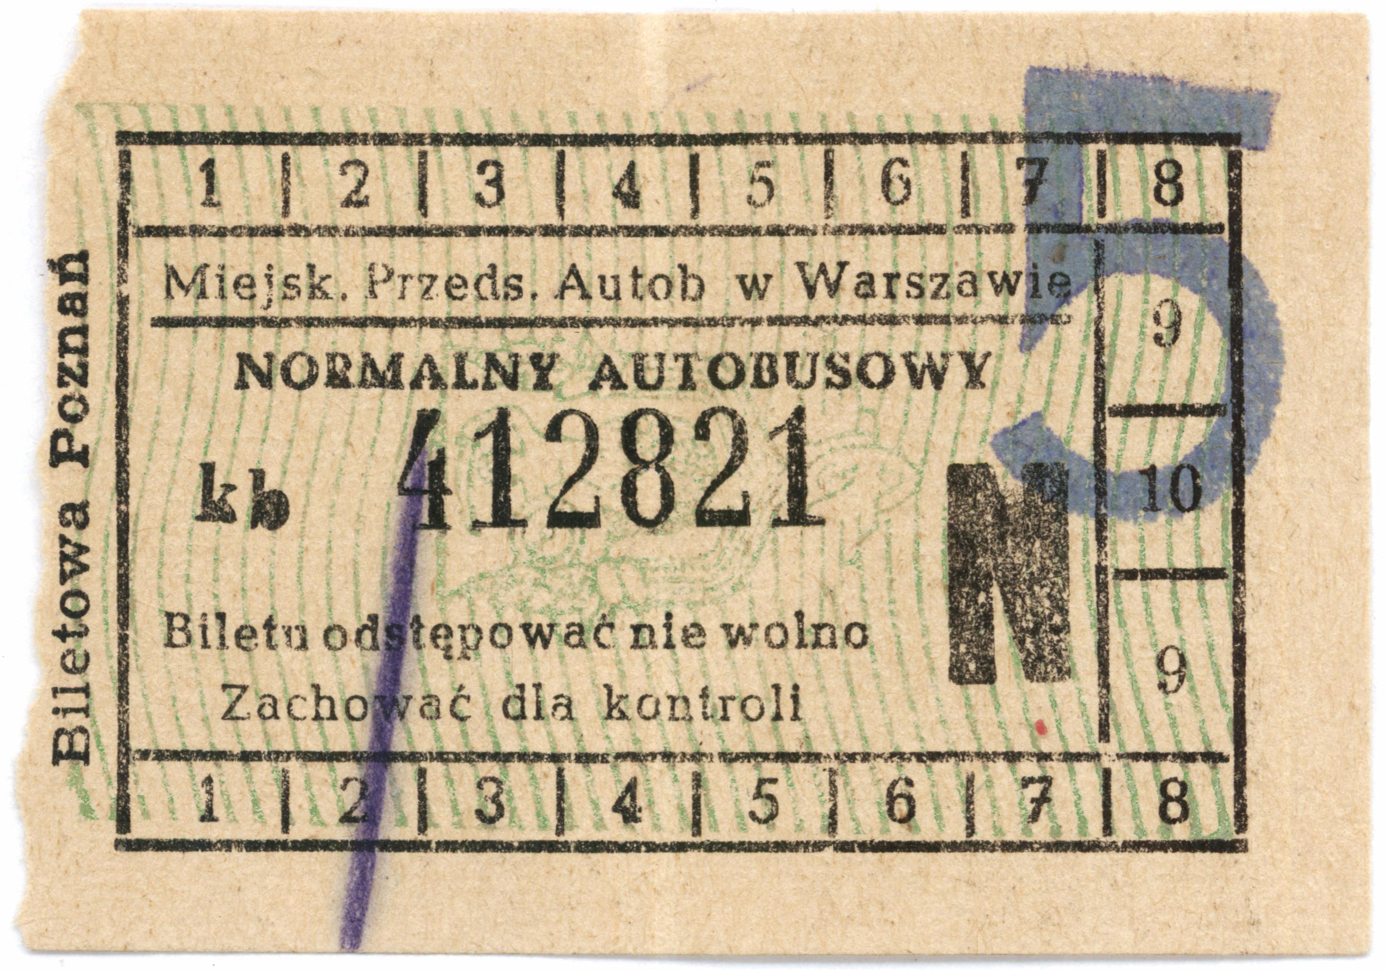 1 2 3 4 5 6 7 8
Miejsk. Przeds. Autob w Warszawie
NORMALNY AUTOBUSOWY
kb 412821
N
Biletu odstępować nie wolno
Zachować dla kontroli
1 2 3 4 5 6 7 8
9
10
9
5
Biletowa Poznań